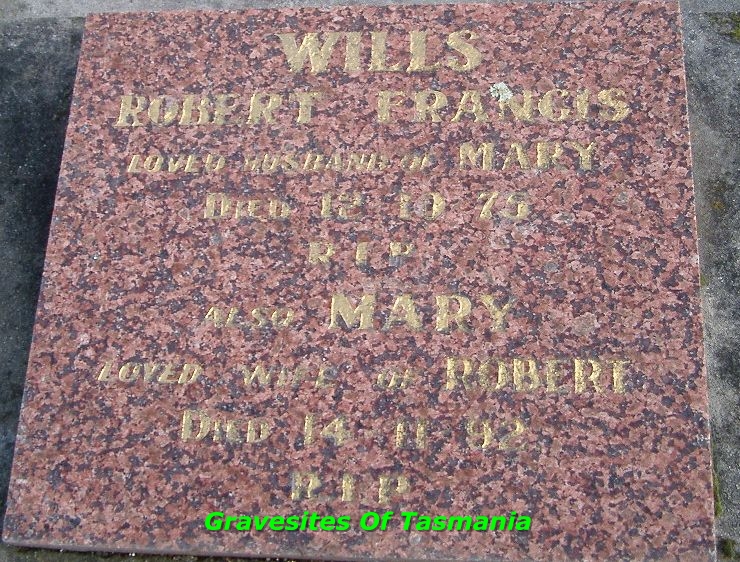 WILLS
ROBERT FRANCIS
LOVED HUSBAND OF MARY
DIED 12 10 75
R.I.P
ALSO MARY
LOVED WIFE OF ROBERT
DIED 14 11 92
R.I.P
Gravesites Of Tasmania